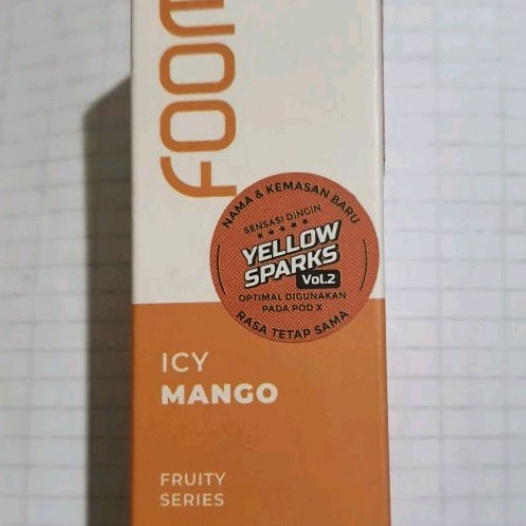 FOOM
NAMA & KEMASAN BARU
SENSASI DINGIN
YELLOW
SPARKS
Vol.2
OPTIMAL DIGUNAKAN
PADA POD X
RASA TETAP SAMA
ICY
MANGO
FRUITY
SERIES